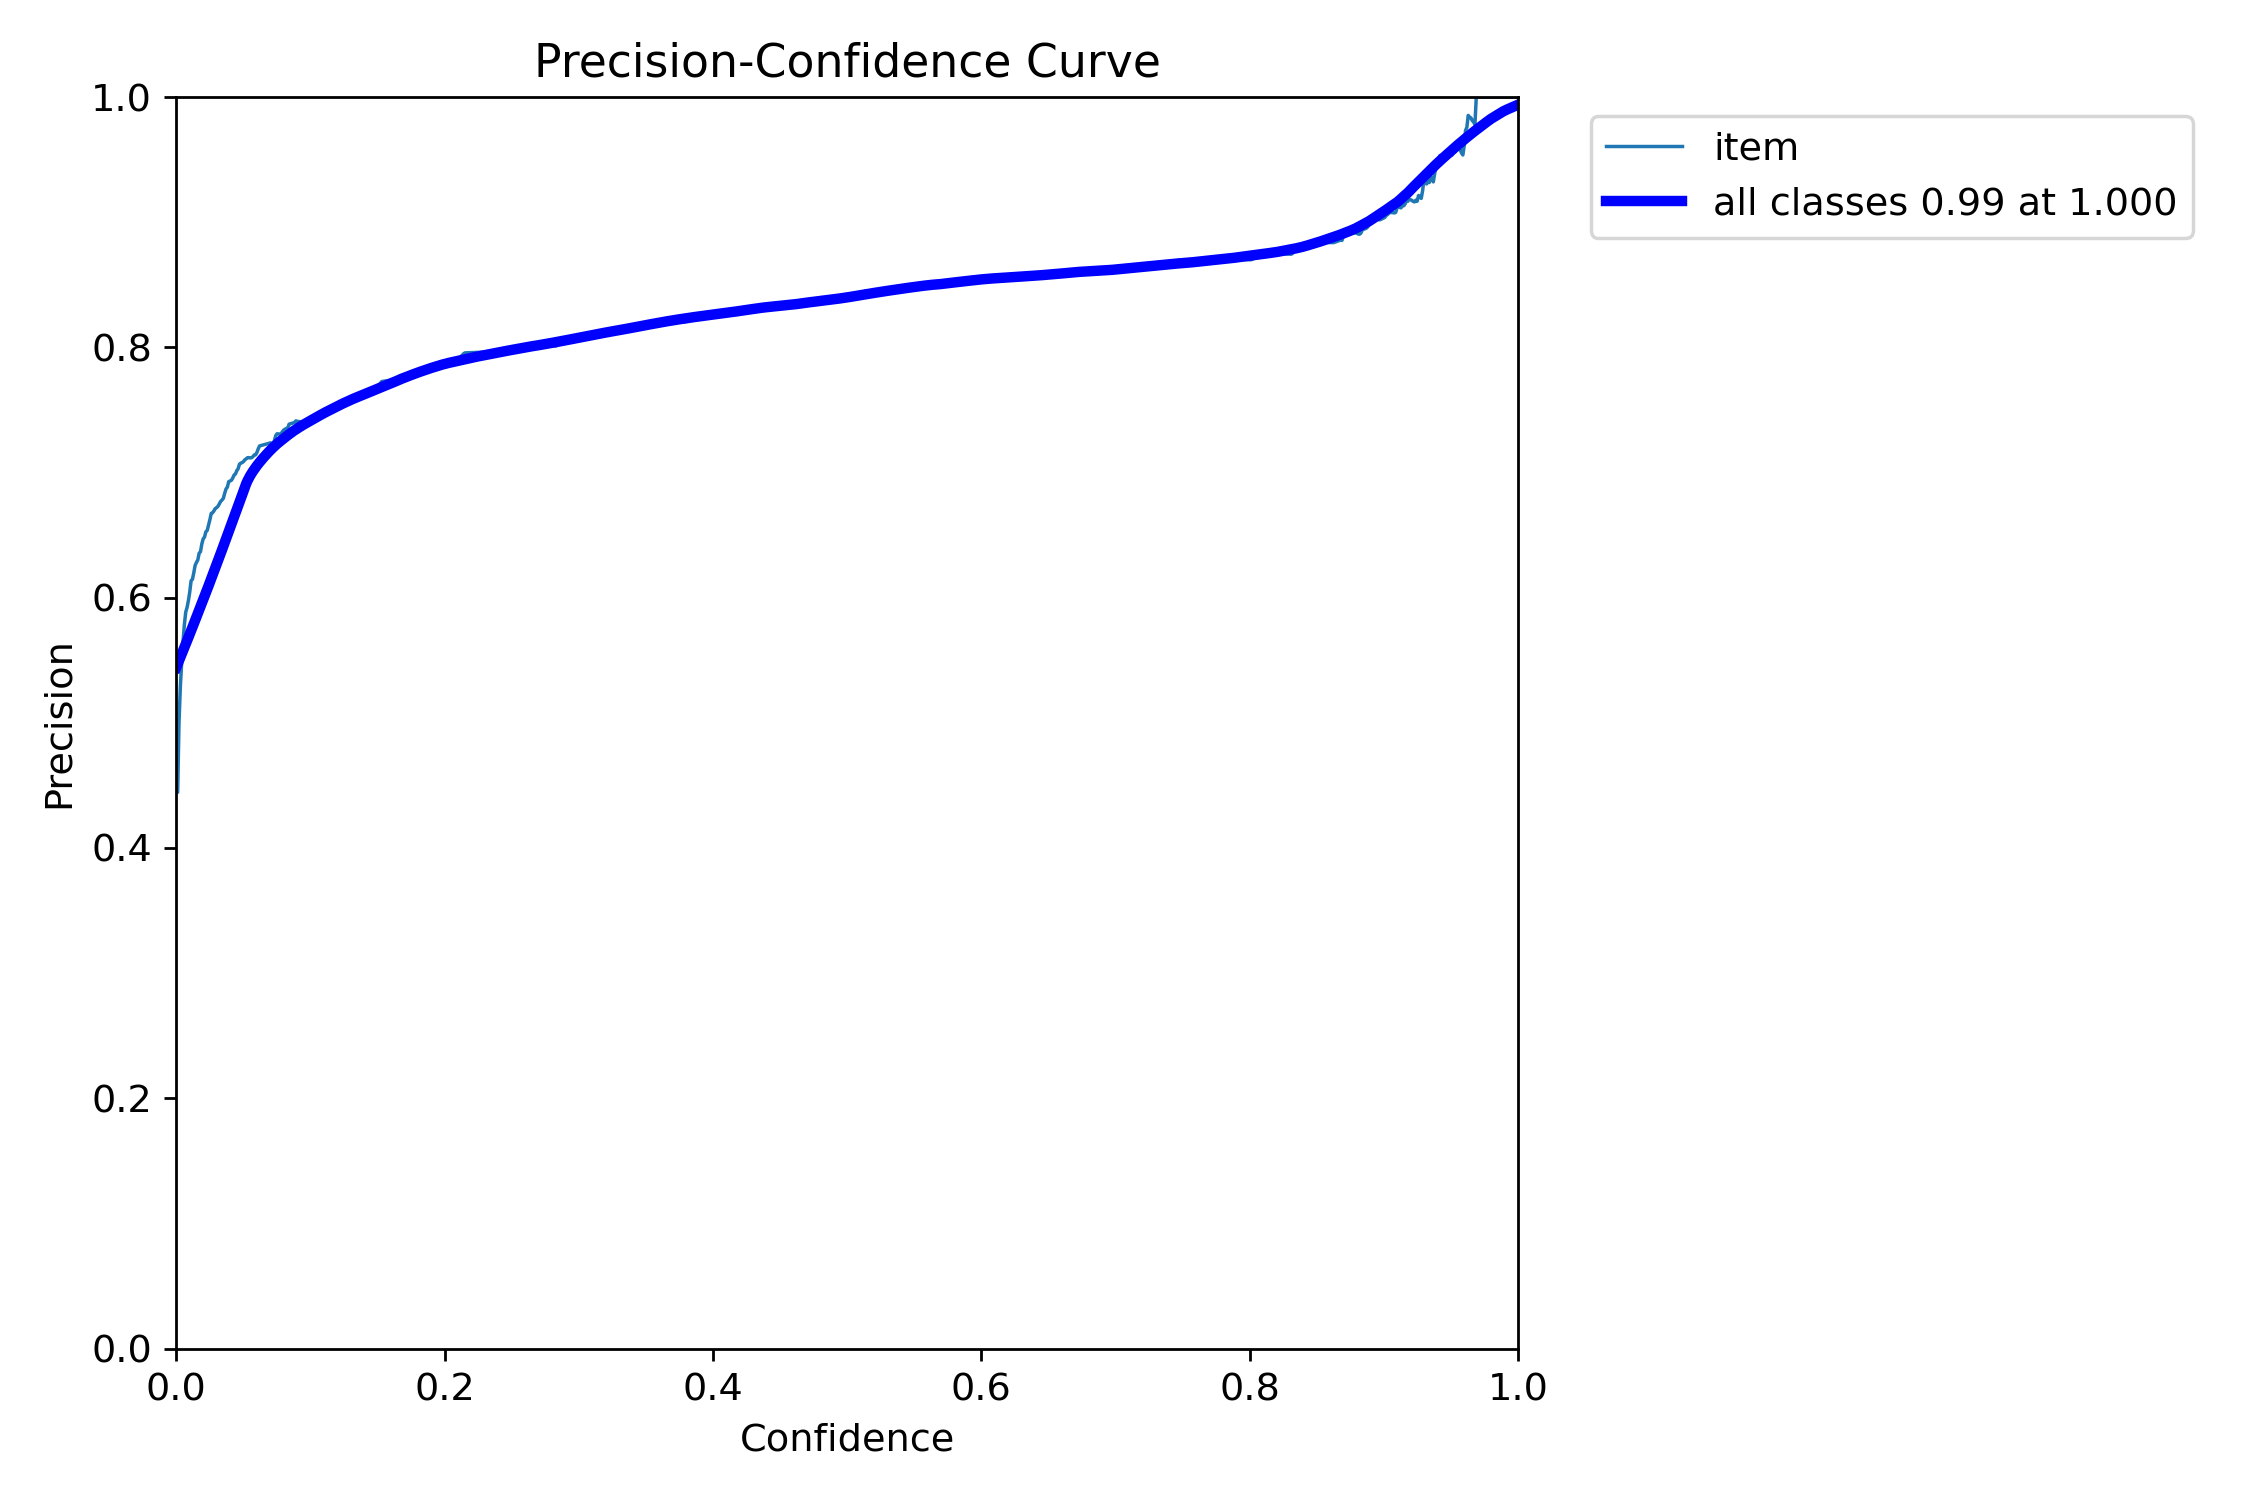 Precision-Confidence Curve
1.0
0.8
0.6
0.4
0.2
0.0
Precision
0.0 0.2 0.4 0.6 0.8 1.0
Confidence
item
all classes 0.99 at 1.000